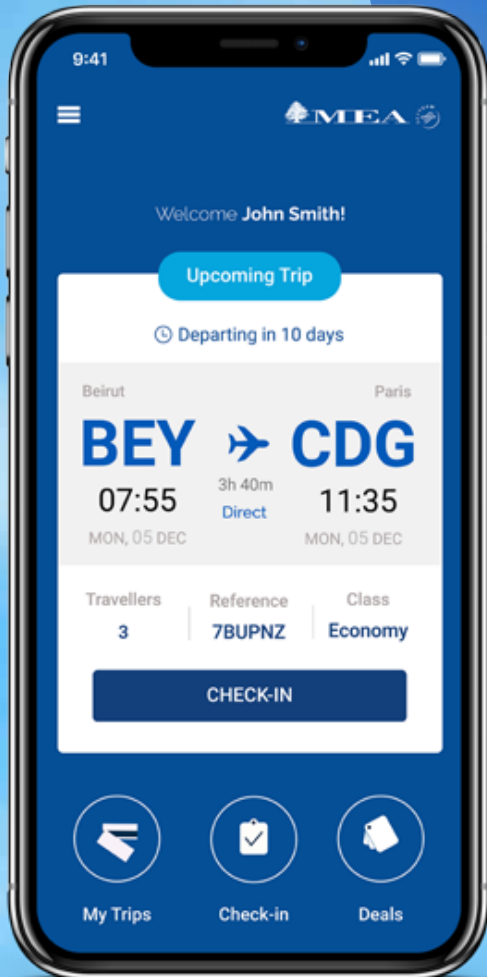 9:41
MEA
Welcome John Smith!
Upcoming Trip
Departing in 10 days
Beirut Paris
BEY CDG
07:55 3h 40m 11:35
Direct
MON, 05 DEC MON, 05 DEC
Travellers Reference Class
3 7BUPNZ Economy
CHECK-IN
My Trips Check-in Deals